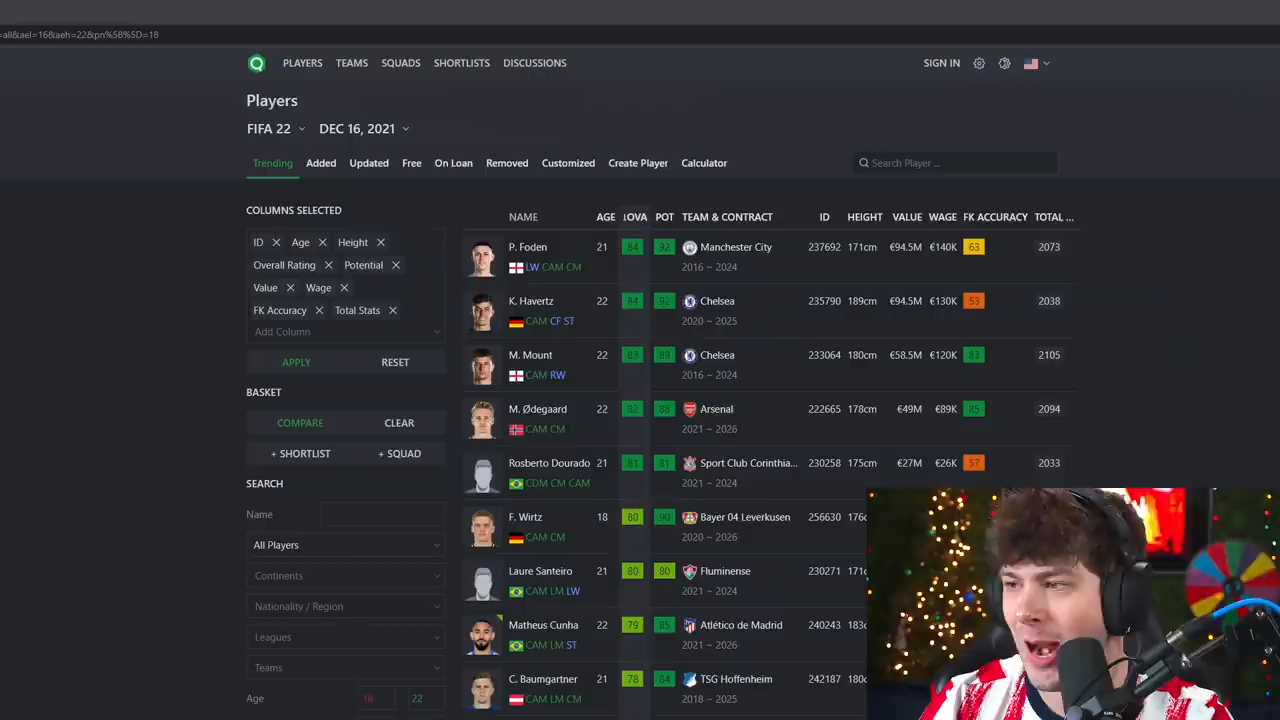 =all&ael=16&aeh=22&pn%5B%5D=18
PLAYERS TEAMS SQUADS SHORTLISTS DISCUSSIONS SIGN IN
Players
FIFA 22 DEC 16, 2021
Trending Added Updated Free On Loan Removed Customized Create Player Calculator Search Player ...
COLUMNS SELECTED
ID Age Height
Overall Rating Potential
Value Wage
FK Accuracy Total Stats
Add Column
APPLY RESET
BASKET
COMPARE CLEAR
+ SHORTLIST + SQUAD
SEARCH
Name
All Players
Continents
Nationality / Region
Leagues
Teams
Age 16 22
NAME AGE ↓OVA POT TEAM & CONTRACT ID HEIGHT VALUE WAGE FK ACCURACY TOTAL ...
P. Foden 21 84 92 Manchester City 237692 171cm €94.5M €140K 63 2073
LW CAM CM 2016 ~ 2024
K. Havertz 22 84 92 Chelsea 235790 189cm €94.5M €130K 53 2038
CAM CF ST 2020 ~ 2025
M. Mount 22 83 89 Chelsea 233064 180cm €58.5M €120K 83 2105
CAM RW 2016 ~ 2024
M. Ødegaard 22 82 88 Arsenal 222665 178cm €49M €89K 85 2094
CAM CM 2021 ~ 2026
Rosberto Dourado 21 81 81 Sport Club Corinthia... 230258 175cm €27M €26K 57 2033
CDM CM CAM 2021 ~ 2024
F. Wirtz 18 80 90 Bayer 04 Leverkusen 256630 176c
CAM CM 2020 ~ 2026
Laure Santeiro 21 80 80 Fluminense 230271 171c
CAM LM LW 2021 ~ 2024
Matheus Cunha 22 79 85 Atlético de Madrid 240243 183c
CAM LM ST 2021 ~ 2026
C. Baumgartner 21 78 84 TSG Hoffenheim 242187 180c
CAM LM CM 2018 ~ 2025